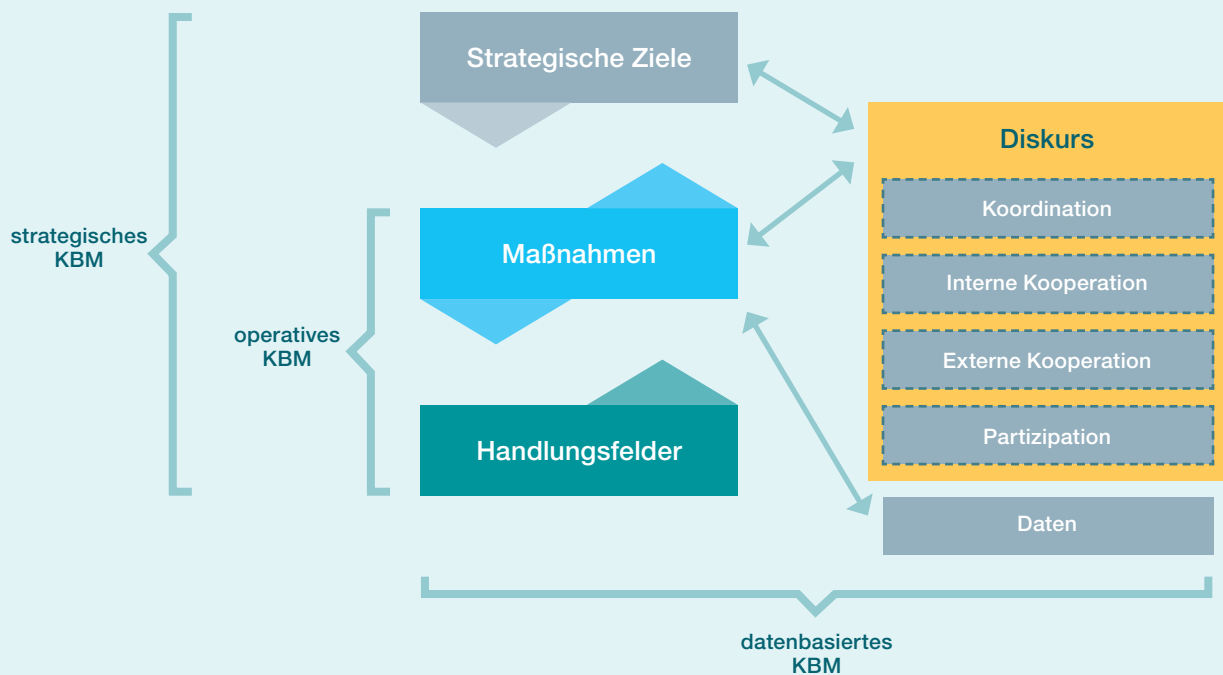 Strategische Ziele
Diskurs
Koordination
strategisches
KBM
Maßnahmen
Interne Kooperation
operatives
KBM
Externe Kooperation
Handlungsfelder
Partizipation
Daten
datenbasiertes
KBM